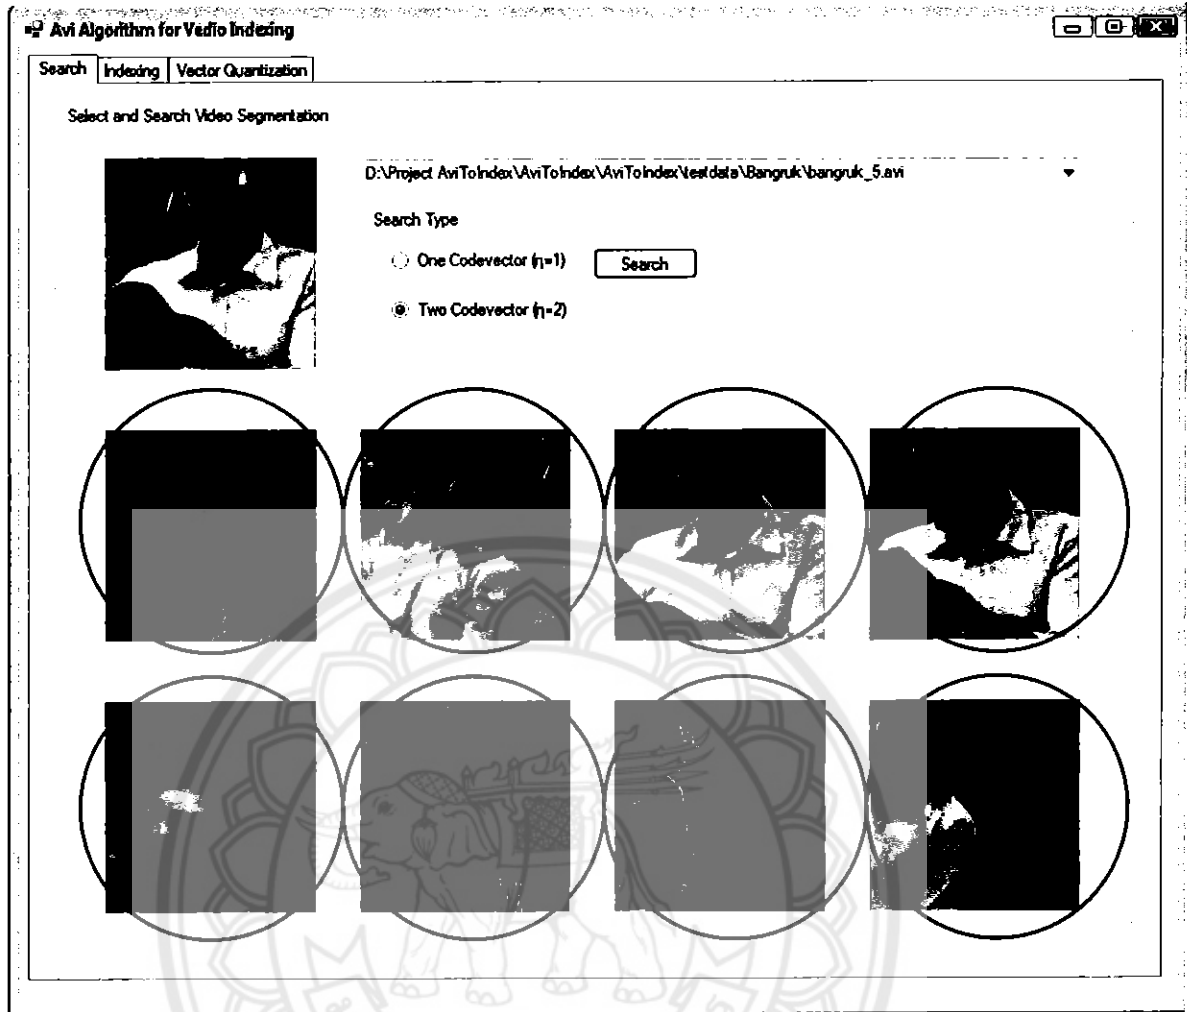 Avi Algorithm for Vedio Indexing
Search Indexing Vector Quantization
Select and Search Video Segmentation
D:\Project AviToIndex\AviToIndex\AviToIndex\testdata\Bangruk\bangruk_5.avi
Search Type
One Codevector (η=1) Search
Two Codevector (η=2)